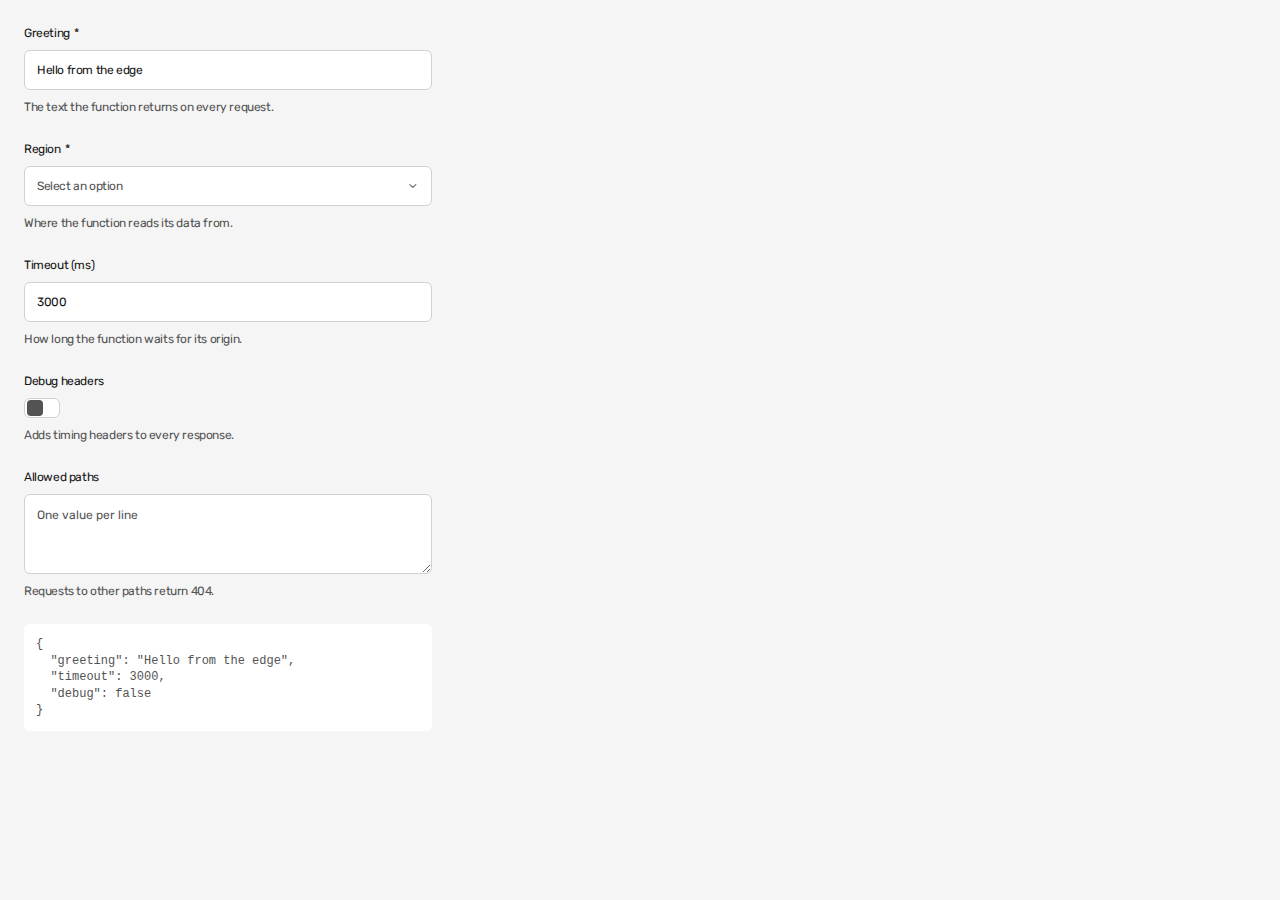 Greeting *
Hello from the edge
The text the function returns on every request.
Region *
Select an option
Where the function reads its data from.
Timeout (ms)
3000
How long the function waits for its origin.
Debug headers
Adds timing headers to every response.
Allowed paths
One value per line
Requests to other paths return 404.
{
  "greeting": "Hello from the edge",
  "timeout": 3000,
  "debug": false
}